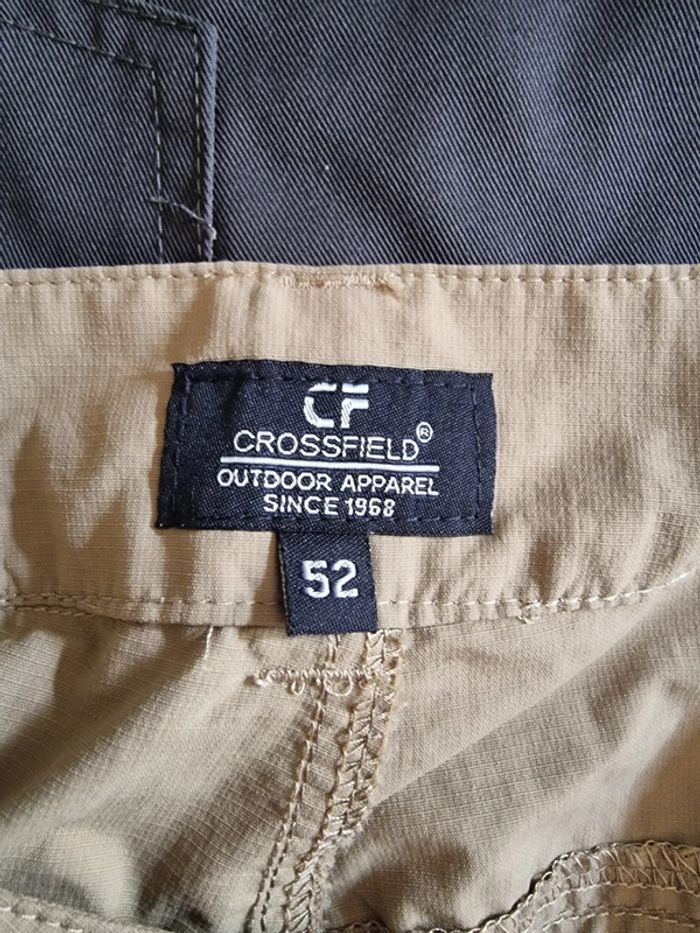 CF
CROSSFIELD®
OUTDOOR APPAREL
SINCE 1968
52